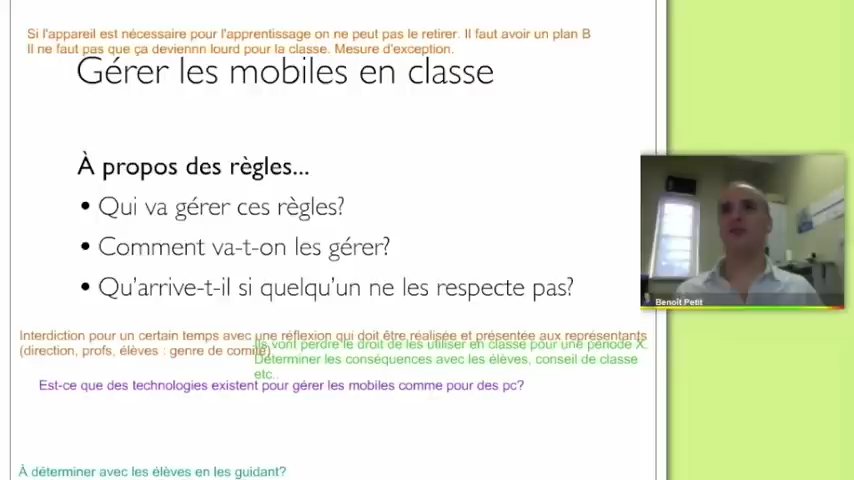 Si l'appareil est nécessaire pour l'apprentissage on ne peut pas le retirer. Il faut avoir un plan B
Il ne faut pas que ça deviennn lourd pour la classe. Mesure d'exception.
Gérer les mobiles en classe
À propos des règles...
• Qui va gérer ces règles?
• Comment va-t-on les gérer?
• Qu'arrive-t-il si quelqu'un ne les respecte pas?
Benoît Petit
Interdiction pour un certain temps avec une réflexion qui doit être réalisée et présentée aux représentants
(direction, profs, élèves : genre de comité)
Ils vont perdre le droit de les utiliser en classe pour une période X.
Déterminer les conséquences avec les élèves, conseil de classe
etc..
Est-ce que des technologies existent pour gérer les mobiles comme pour des pc?
À déterminer avec les élèves en les guidant?